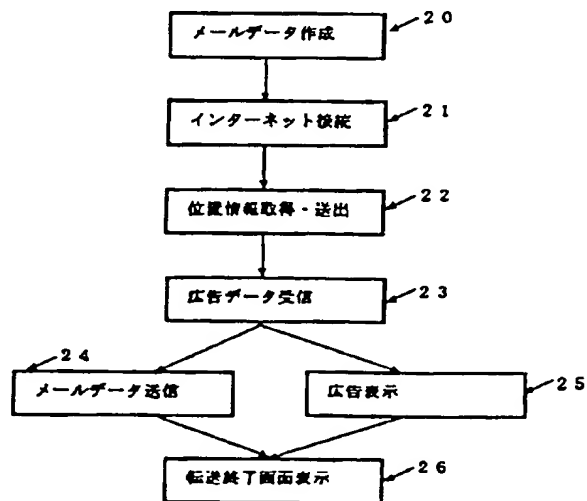 メールデータ作成
20
インターネット接続
21
位置情報取得・送出
22
広告データ受信
23
24
メールデータ送信
広告表示
25
転送終了画面表示
26